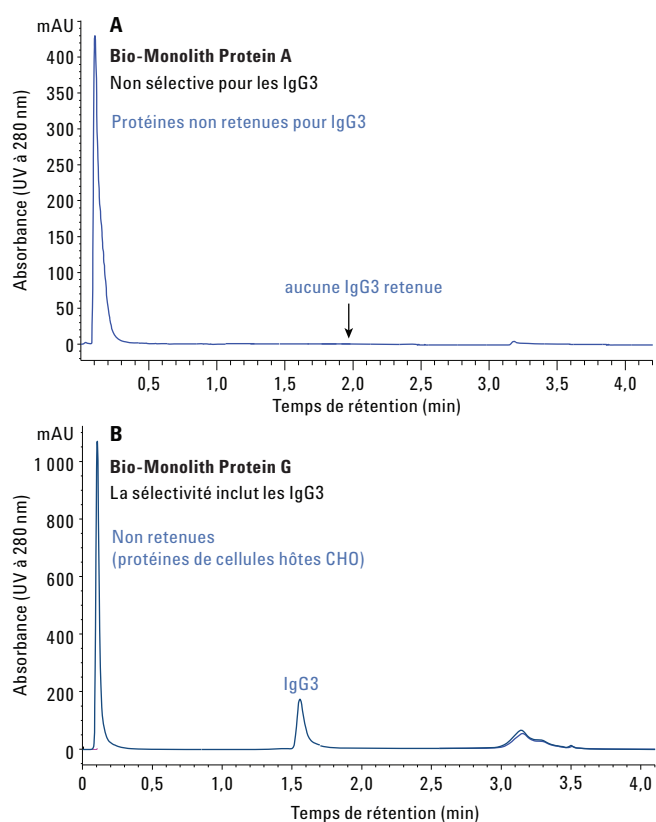 mAU
A
Bio-Monolith Protein A
Non sélective pour les IgG3
Protéines non retenues pour IgG3
aucune IgG3 retenue
Absorbance (UV à 280 nm)
400
350
300
250
200
150
100
50
0
0,5 1,0 1,5 2,0 2,5 3,0 3,5 4,0
Temps de rétention (min)
mAU
B
Bio-Monolith Protein G
La sélectivité inclut les IgG3
Non retenues
(protéines de cellules hôtes CHO)
IgG3
Absorbance (UV à 280 nm)
1 000
800
600
400
200
0
0 0,5 1,0 1,5 2,0 2,5 3,0 3,5 4,0
Temps de rétention (min)